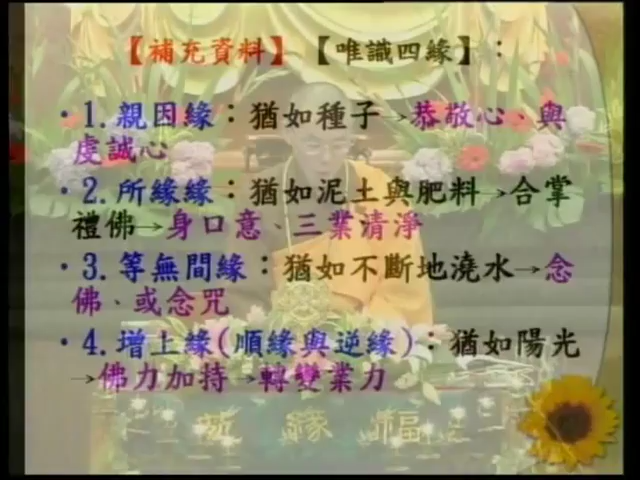 【補充資料】【唯識四緣】：
·1.親因緣：猶如種子→恭敬心、與
虔誠心
·2.所緣緣：猶如泥土與肥料→合掌
禮佛→身口意、三業清淨
·3.等無間緣：猶如不斷地澆水→念
佛、或念咒
·4.增上緣(順緣與逆緣)：猶如陽光
→佛力加持→轉變業力
緣 福